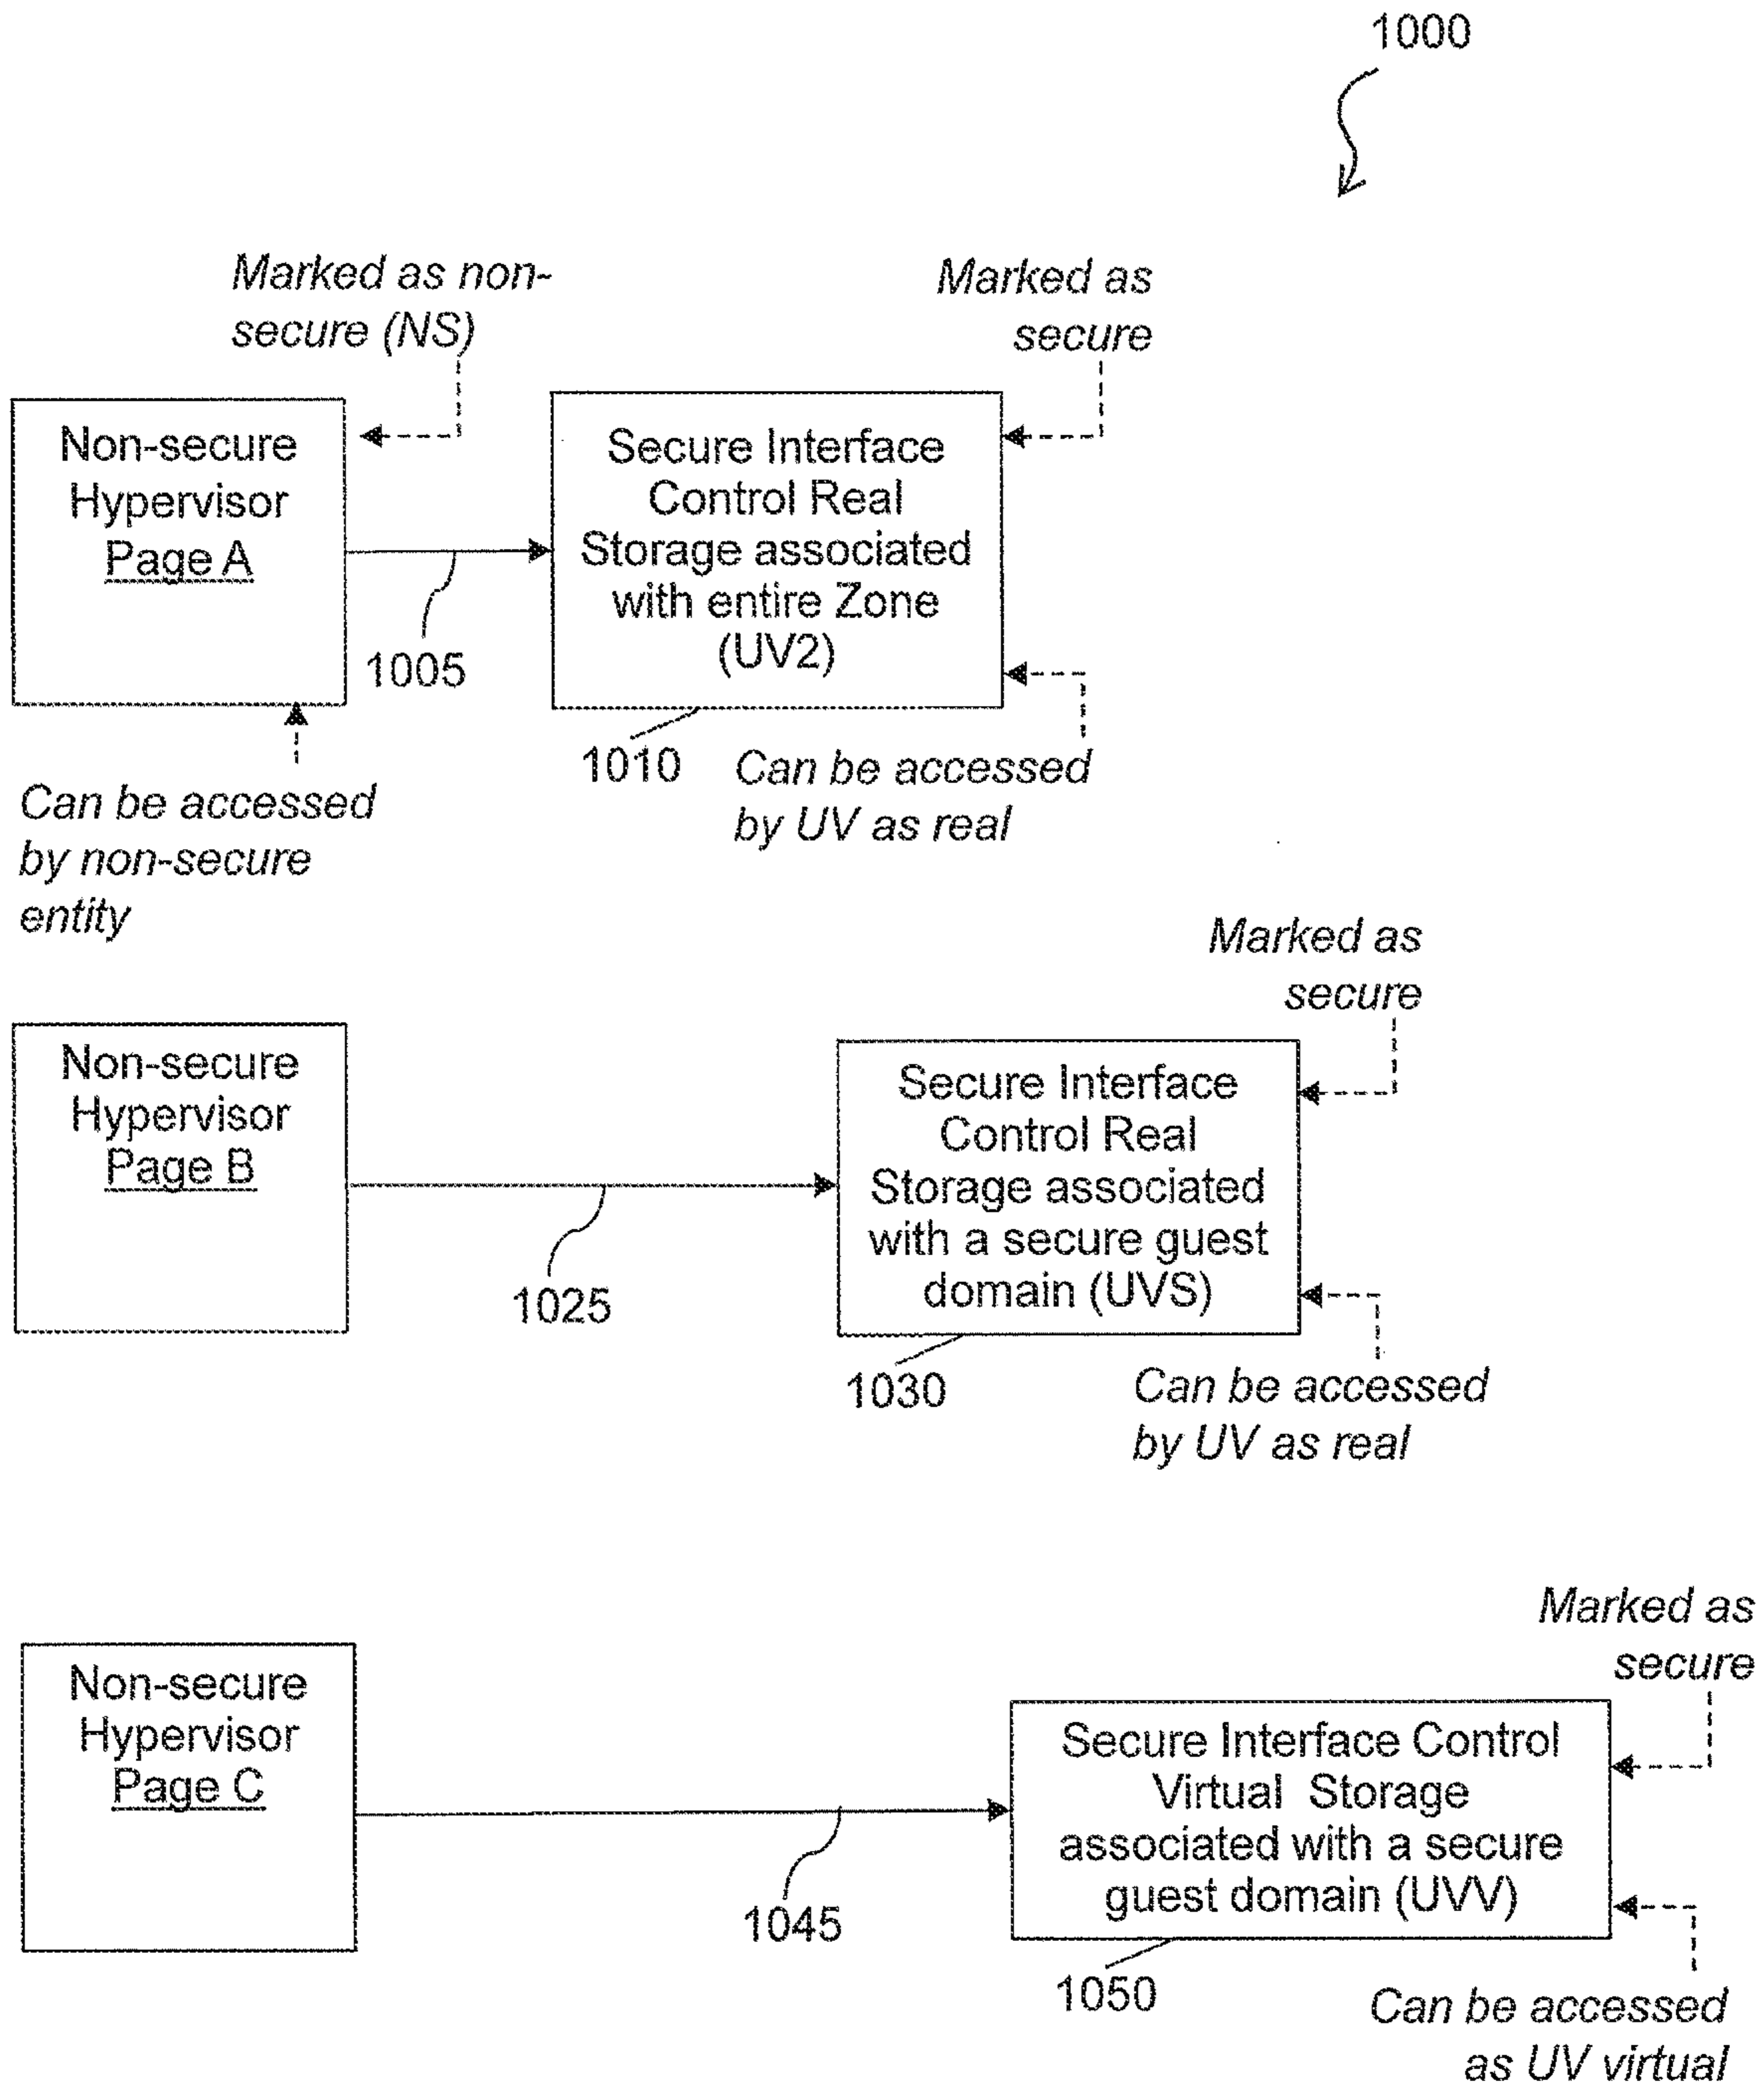 1000
Marked as non-
secure (NS)
Marked as
secure
Non-secure
Hypervisor
Page A
Secure Interface
Control Real
Storage associated
with entire Zone
(UV2)
1005
1010
Can be accessed
by UV as real
Can be accessed
by non-secure
entity
Marked as
secure
Non-secure
Hypervisor
Page B
Secure Interface
Control Real
Storage associated
with a secure guest
domain (UVS)
1025
1030
Can be accessed
by UV as real
Marked as
secure
Non-secure
Hypervisor
Page C
Secure Interface Control
Virtual Storage
associated with a secure
guest domain (UVV)
1045
1050
Can be accessed
as UV virtual